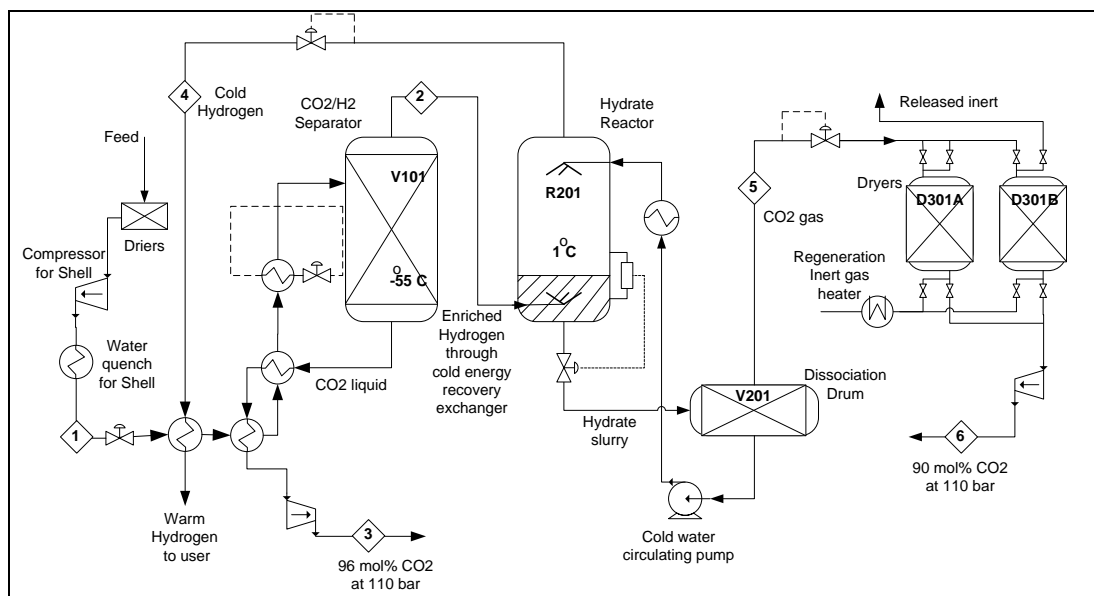 4
Cold
Hydrogen
CO2/H2
Separator
2
Hydrate
Reactor
Released inert
Feed
V101
R201
5
Dryers
D301A
D301B
CO2 gas
Driers
Compressor
for Shell
o
-55 C
o
1 C
Regeneration
Inert gas
heater
Water
quench
for Shell
Enriched
Hydrogen
through
cold energy
recovery
exchanger
CO2 liquid
Dissociation
Drum
V201
Hydrate
slurry
1
6
90 mol% CO2
at 110 bar
Warm
Hydrogen
to user
3
96 mol% CO2
at 110 bar
Cold water
circulating pump